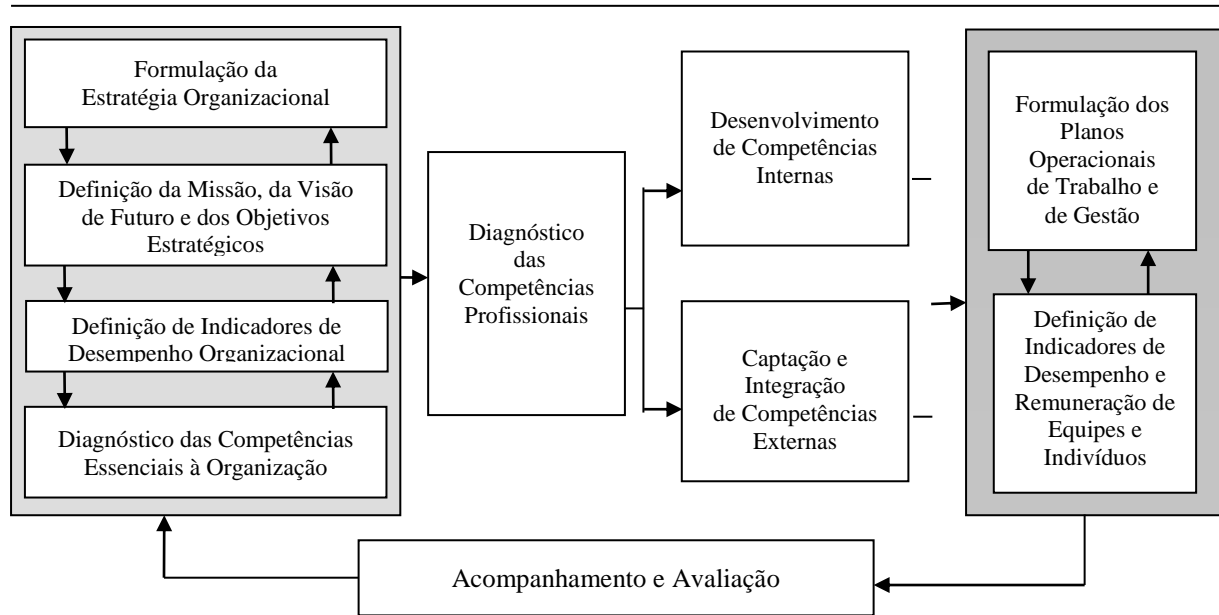 Formulação da
Estratégia Organizacional
Definição da Missão, da Visão
de Futuro e dos Objetivos
Estratégicos
Definição de Indicadores de
Desempenho Organizacional
Diagnóstico das Competências
Essenciais à Organização
Diagnóstico
das
Competências
Profissionais
Desenvolvimento
de Competências
Internas
Captação e
Integração
de Competências
Externas
Formulação dos
Planos
Operacionais
de Trabalho e
de Gestão
Definição de
Indicadores de
Desempenho e
Remuneração de
Equipes e
Indivíduos
Acompanhamento e Avaliação